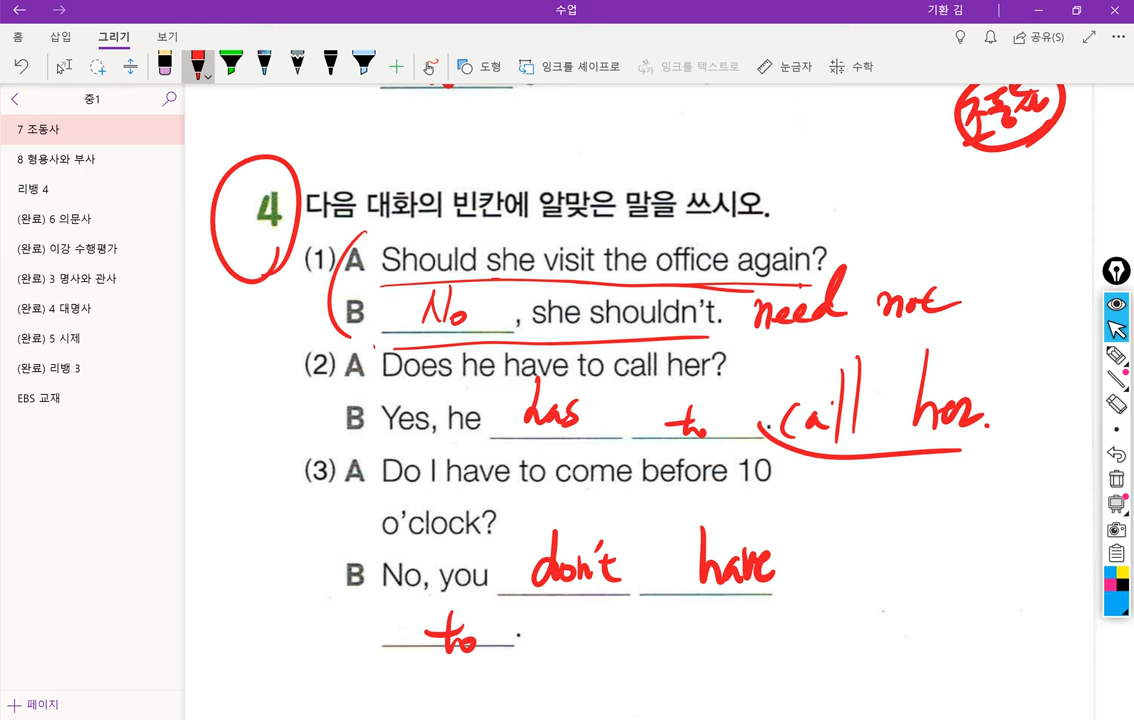 수업
기환 김
홈 삽입 그리기 보기
공유(S)
도형 잉크를 셰이프로 잉크를 텍스트로 눈금자 수학
중1
7 조동사
8 형용사와 부사
리뱅 4
(완료) 6 의문사
(완료) 이강 수행평가
(완료) 3 명사와 관사
(완료) 4 대명사
(완료) 5 시제
(완료) 리뱅 3
EBS 교재
페이지
조동사
4 다음 대화의 빈칸에 알맞은 말을 쓰시오.
(1) A Should she visit the office again?
B No, she shouldn't. need not
(2) A Does he have to call her?
B Yes, he has to. call her.
(3) A Do I have to come before 10
o'clock?
B No, you don't have
to.